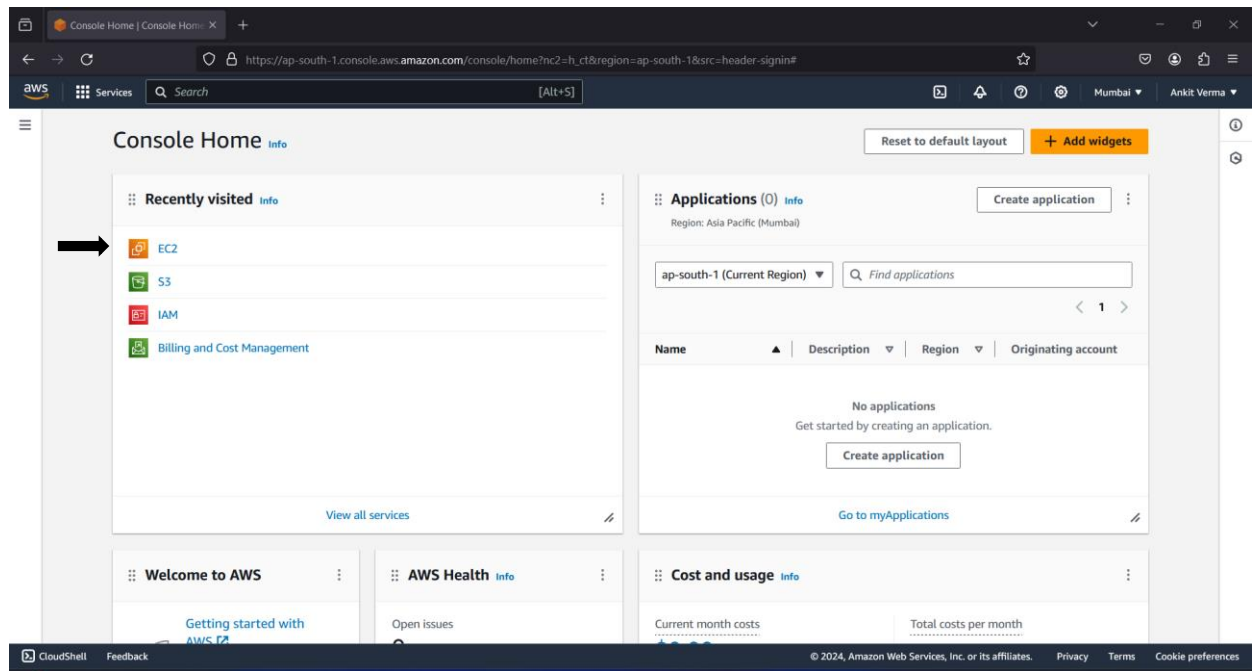 Console Home | Console Home
https://ap-south-1.console.aws.amazon.com/console/home?nc2=h_ct&region=ap-south-1&src=header-signin#
aws
Services
Search
[Alt+S]
Mumbai
Ankit Verma
Console Home Info
Reset to default layout
+ Add widgets
Recently visited Info
EC2
S3
IAM
Billing and Cost Management
View all services
Applications (0) Info
Region: Asia Pacific (Mumbai)
Create application
ap-south-1 (Current Region)
Find applications
1
Name
Description
Region
Originating account
No applications
Get started by creating an application.
Create application
Go to myApplications
Welcome to AWS
Getting started with
AWS
AWS Health Info
Open issues
Cost and usage Info
Current month costs
Total costs per month
CloudShell
Feedback
© 2024, Amazon Web Services, Inc. or its affiliates.
Privacy
Terms
Cookie preferences